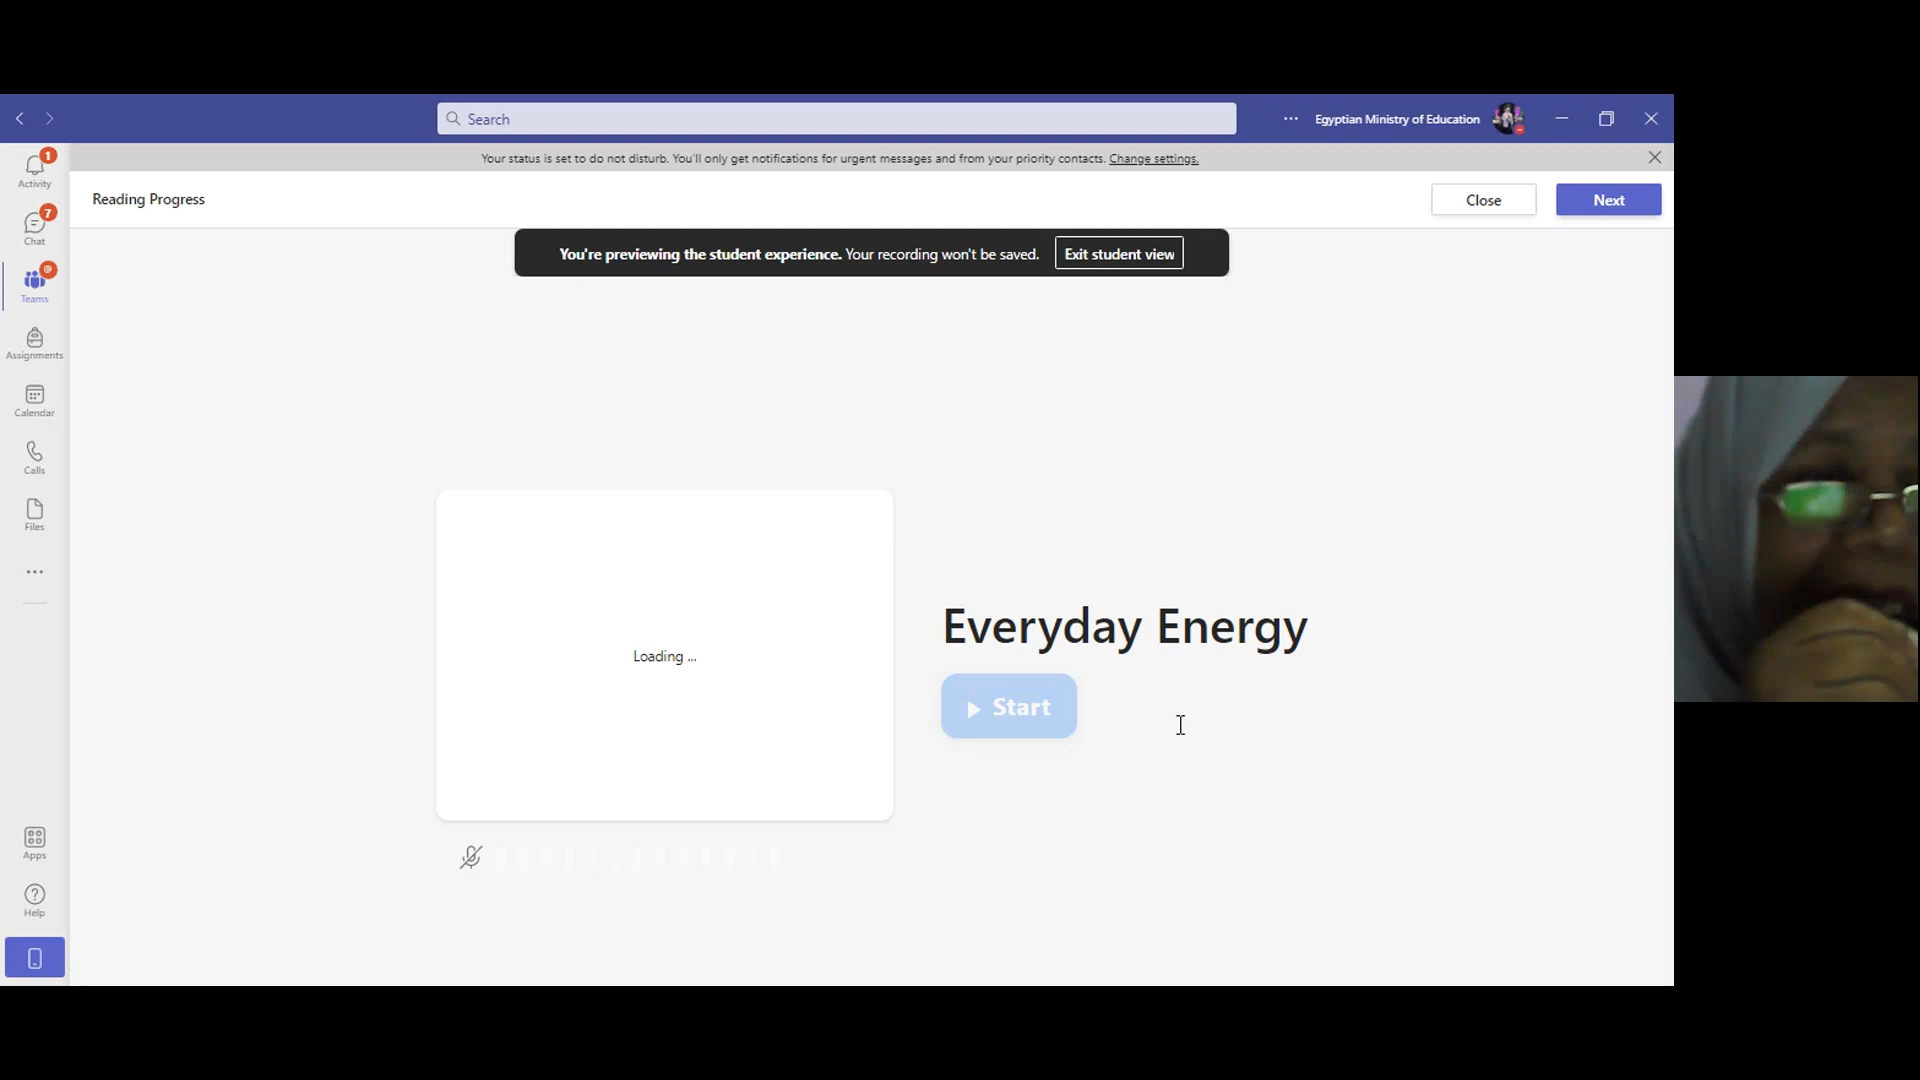 Search
Egyptian Ministry of Education
Your status is set to do not disturb. You'll only get notifications for urgent messages and from your priority contacts. Change settings.
1
Activity
7
Chat
@
Teams
Assignments
Calendar
Calls
Files
Apps
Help
Reading Progress
Close
Next
You're previewing the student experience. Your recording won't be saved.
Exit student view
Loading ...
Everyday Energy
Start